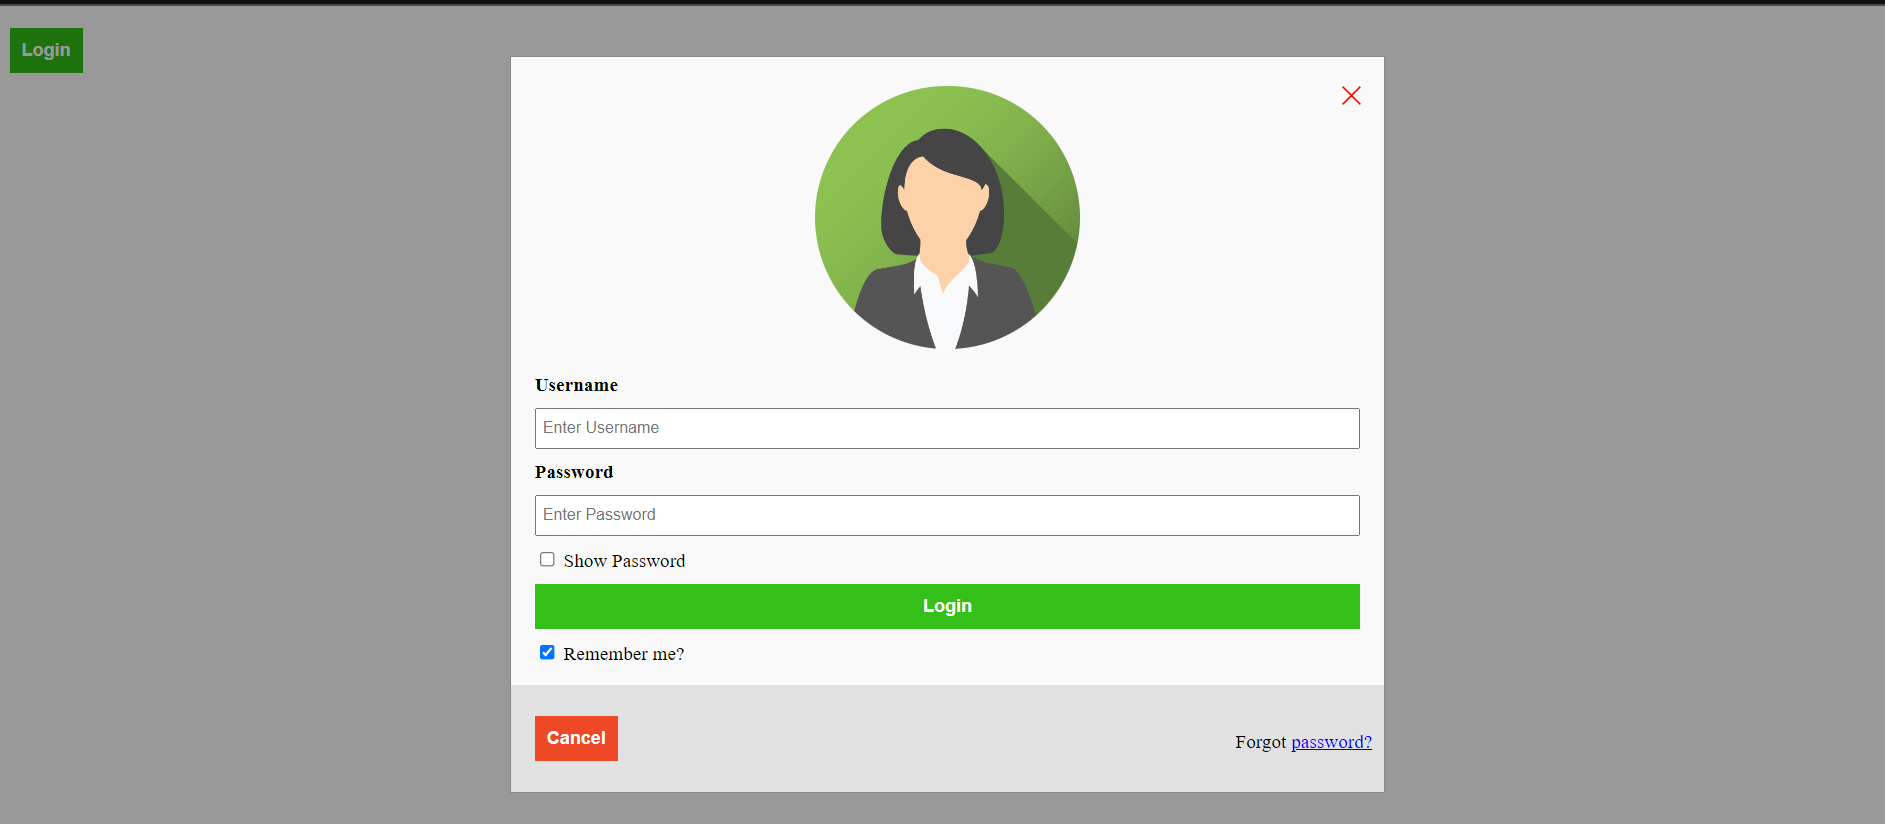 Login
Username
Enter Username
Password
Enter Password
Show Password
Login
Remember me?
Cancel
Forgot password?